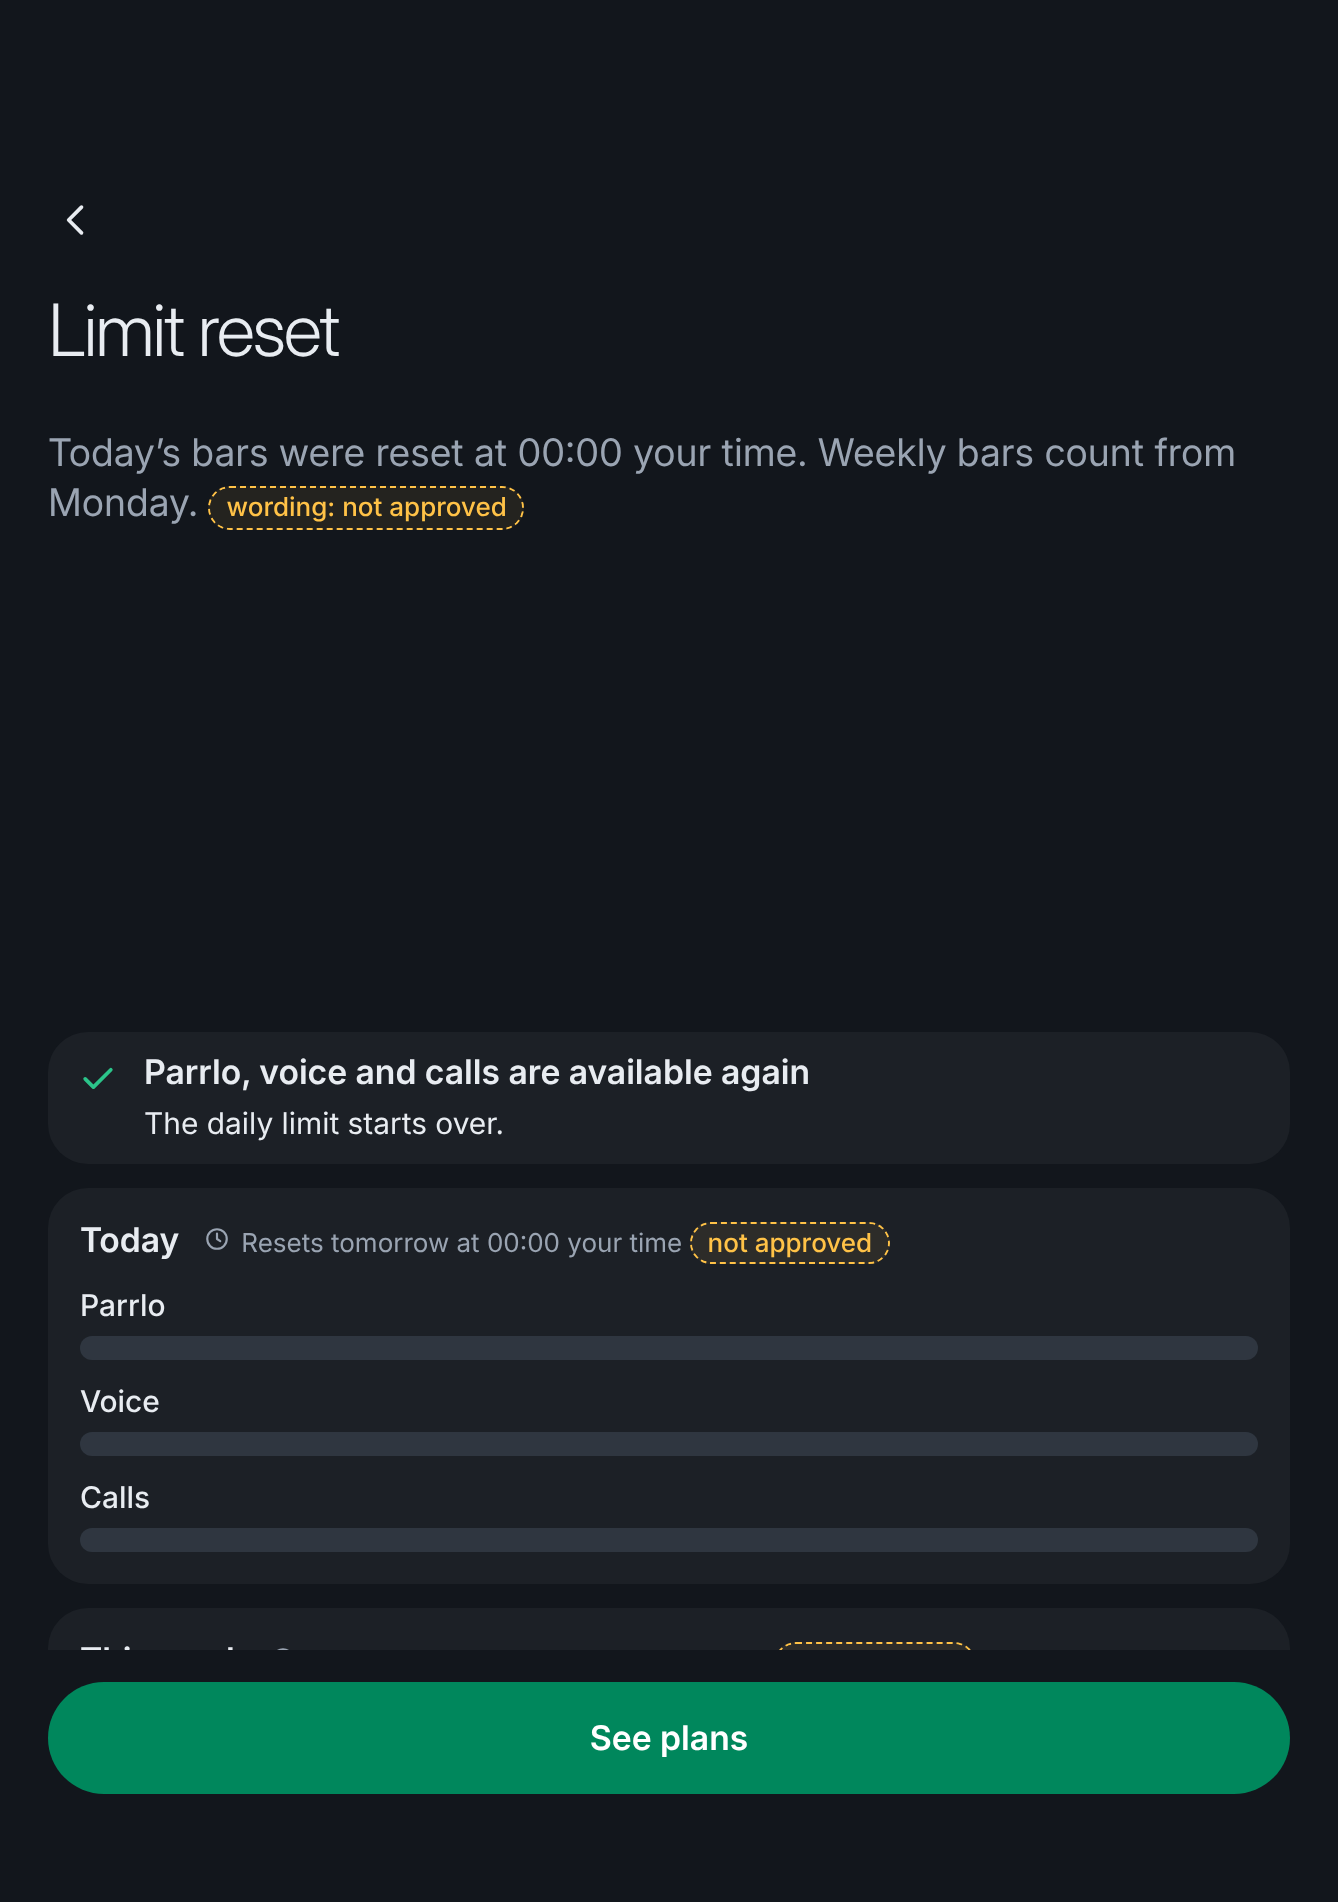 Limit reset
Today’s bars were reset at 00:00 your time. Weekly bars count from
Monday. wording: not approved
Parrlo, voice and calls are available again
The daily limit starts over.
Today Resets tomorrow at 00:00 your time not approved
Parrlo
Voice
Calls
See plans